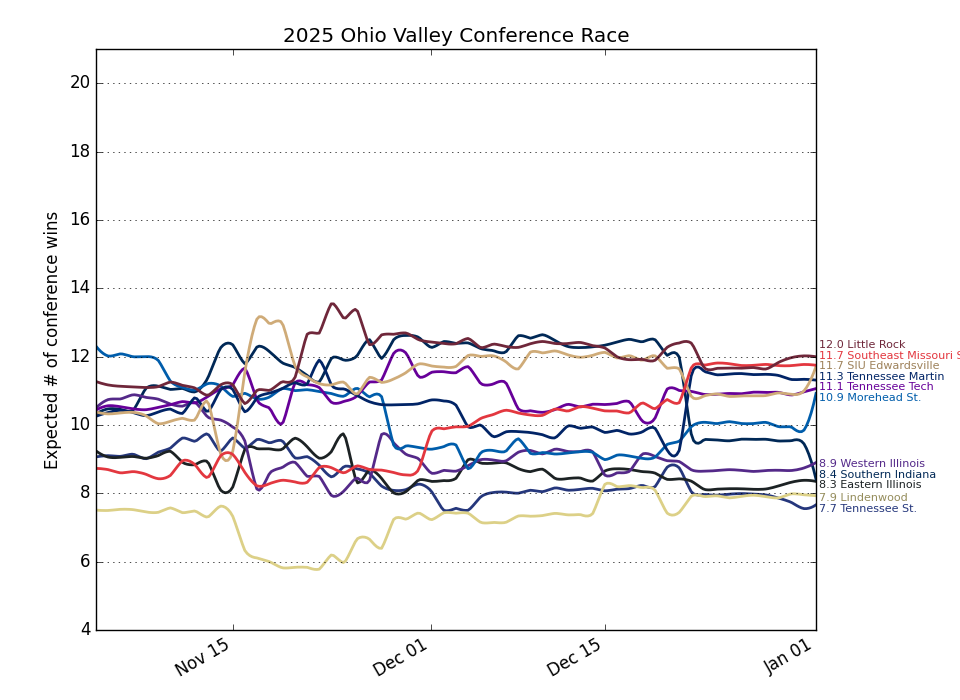 2025 Ohio Valley Conference Race
Expected # of conference wins
20
18
16
14
12
10
8
6
4
Nov 15
Dec 01
Dec 15
Jan 01
12.0 Little Rock
11.7 Southeast Missouri S
11.7 SIU Edwardsville
11.3 Tennessee Martin
11.1 Tennessee Tech
10.9 Morehead St.
8.9 Western Illinois
8.4 Southern Indiana
8.3 Eastern Illinois
7.9 Lindenwood
7.7 Tennessee St.